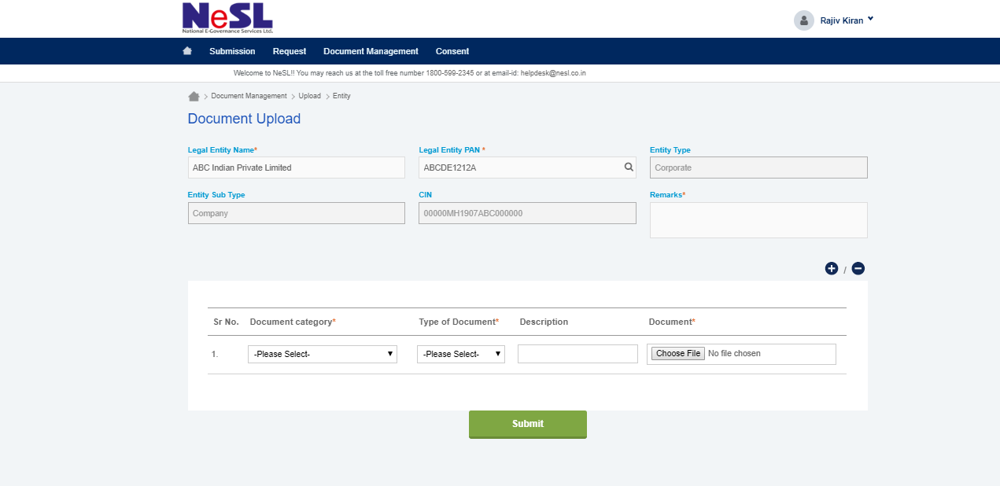 NeSL
National E-Governance Services Ltd.
Rajiv Kiran
Submission Request Document Management Consent
Welcome to NeSL!! You may reach us at the toll free number 1800-599-2345 or at email-id: helpdesk@nesl.co.in
> Document Management > Upload > Entity
Document Upload
Legal Entity Name* Legal Entity PAN * Entity Type
ABC Indian Private Limited ABCDE1212A Corporate
Entity Sub Type CIN Remarks*
Company 00000MH1907ABC000000
/
Sr No. Document category* Type of Document* Description Document*
1. -Please Select- -Please Select- Choose File No file chosen
Submit